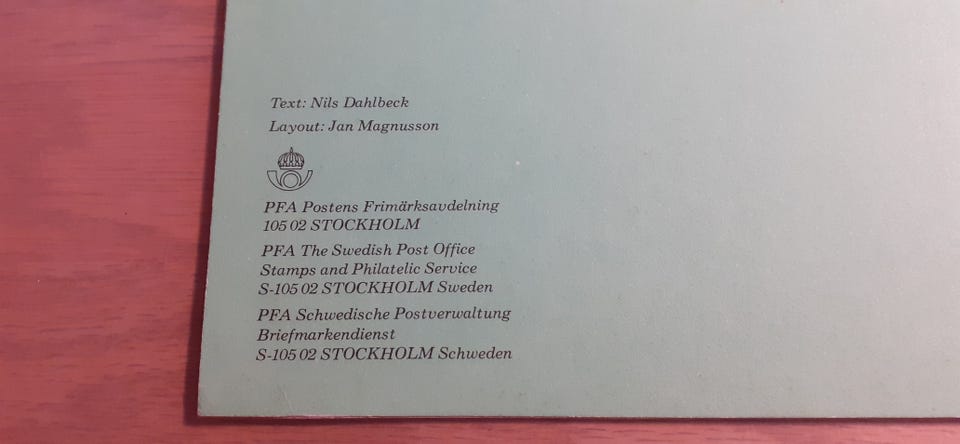 Text: Nils Dahlbeck
Layout: Jan Magnusson
PFA Postens Frimärksavdelning
105 02 STOCKHOLM
PFA The Swedish Post Office
Stamps and Philatelic Service
S-105 02 STOCKHOLM Sweden
PFA Schwedische Postverwaltung
Briefmarkendienst
S-105 02 STOCKHOLM Schweden